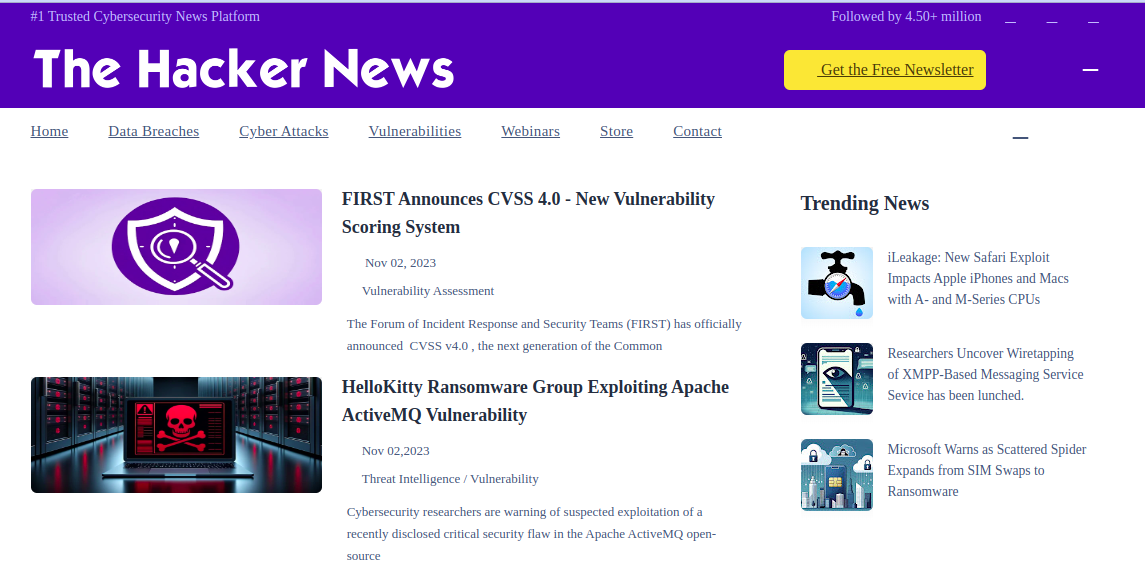 #1 Trusted Cybersecurity News Platform
Followed by 4.50+ million
The Hacker News
Get the Free Newsletter
Home
Data Breaches
Cyber Attacks
Vulnerabilities
Webinars
Store
Contact
FIRST Announces CVSS 4.0 - New Vulnerability
Scoring System
Nov 02, 2023
Vulnerability Assessment
The Forum of Incident Response and Security Teams (FIRST) has officially
announced CVSS v4.0 , the next generation of the Common
HelloKitty Ransomware Group Exploiting Apache
ActiveMQ Vulnerability
Nov 02,2023
Threat Intelligence / Vulnerability
Cybersecurity researchers are warning of suspected exploitation of a
recently disclosed critical security flaw in the Apache ActiveMQ open-
source
Trending News
iLeakage: New Safari Exploit
Impacts Apple iPhones and Macs
with A- and M-Series CPUs
Researchers Uncover Wiretapping
of XMPP-Based Messaging Service
Sevice has been lunched.
Microsoft Warns as Scattered Spider
Expands from SIM Swaps to
Ransomware